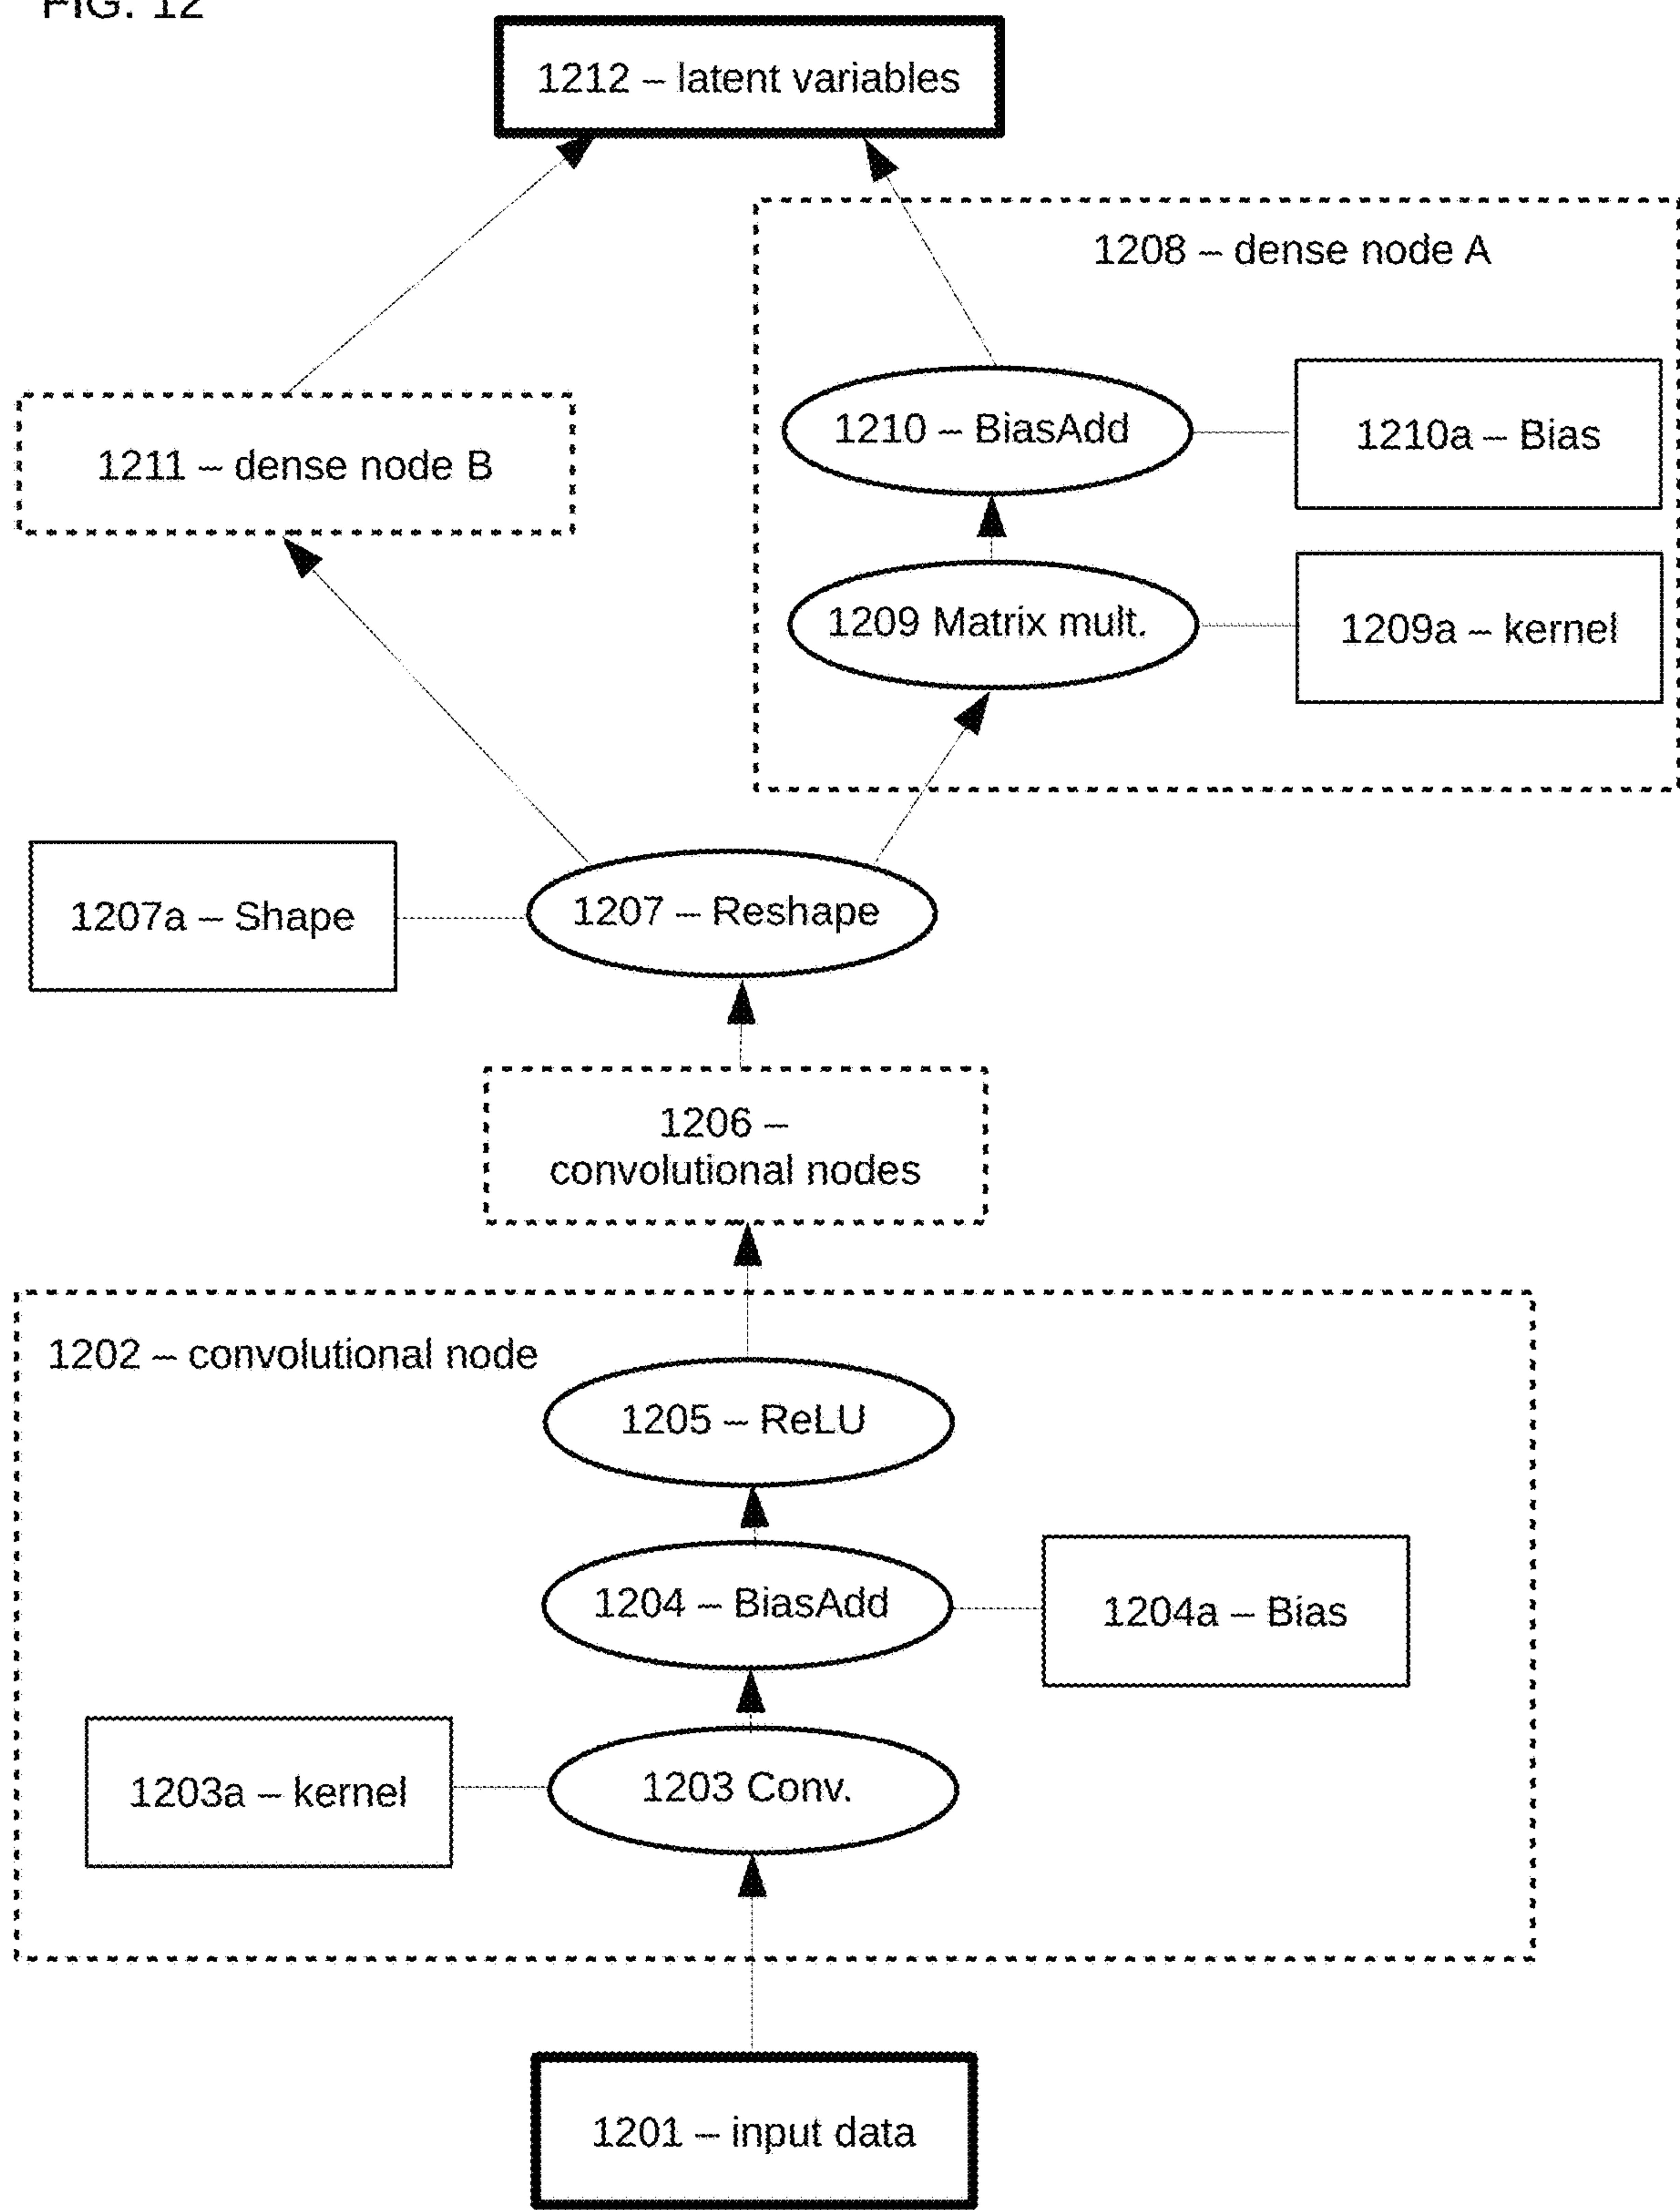 FIG. 12
1212 – latent variables
1208 – dense node A
1210 – BiasAdd
1210a – Bias
1211 – dense node B
1209 Matrix mult.
1209a – kernel
1207a – Shape
1207 – Reshape
1206 –
convolutional nodes
1202 – convolutional node
1205 – ReLU
1204 – BiasAdd
1204a – Bias
1203a – kernel
1203 Conv.
1201 – input data